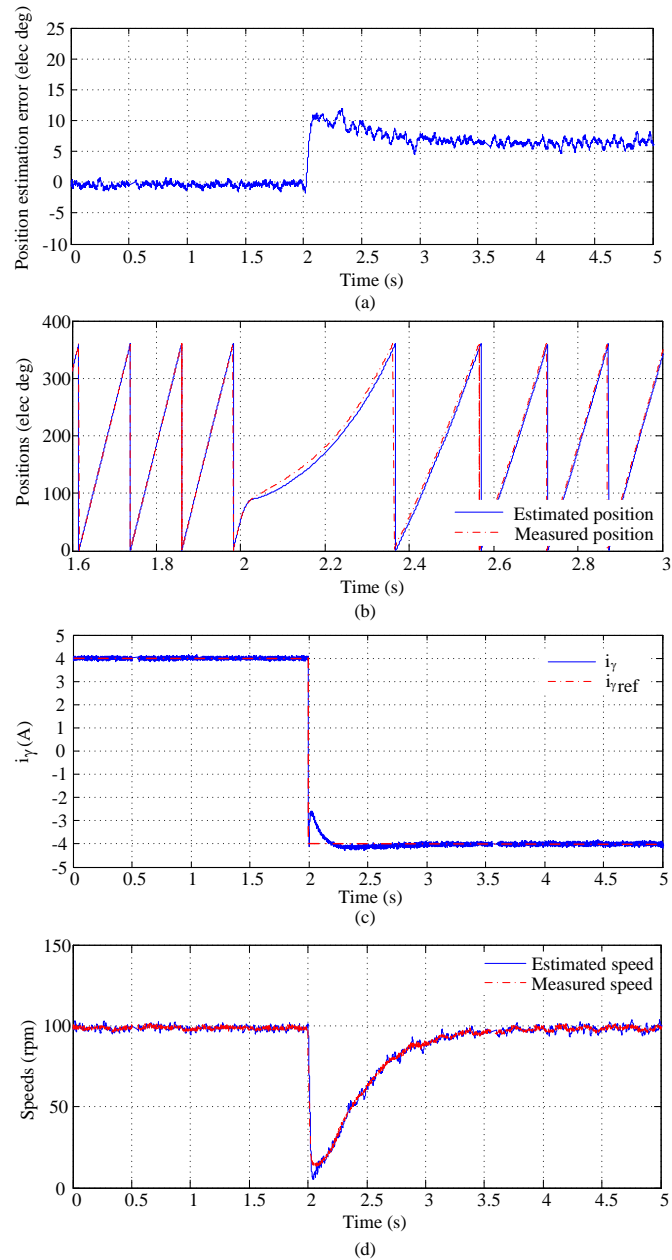 Position estimation error (elec deg)
25
20
15
10
5
0
-5
-10
0 0.5 1 1.5 2 2.5 3 3.5 4 4.5 5
Time (s)
(a)
Positions (elec deg)
400
300
200
100
0
1.6 1.8 2 2.2 2.4 2.6 2.8 3
Estimated position
Measured position
Time (s)
(b)
iγ(A)
5
4
3
2
1
0
-1
-2
-3
-4
-5
0 0.5 1 1.5 2 2.5 3 3.5 4 4.5 5
iγ
iγref
Time (s)
(c)
Speeds (rpm)
150
100
50
0
0 0.5 1 1.5 2 2.5 3 3.5 4 4.5 5
Estimated speed
Measured speed
Time (s)
(d)